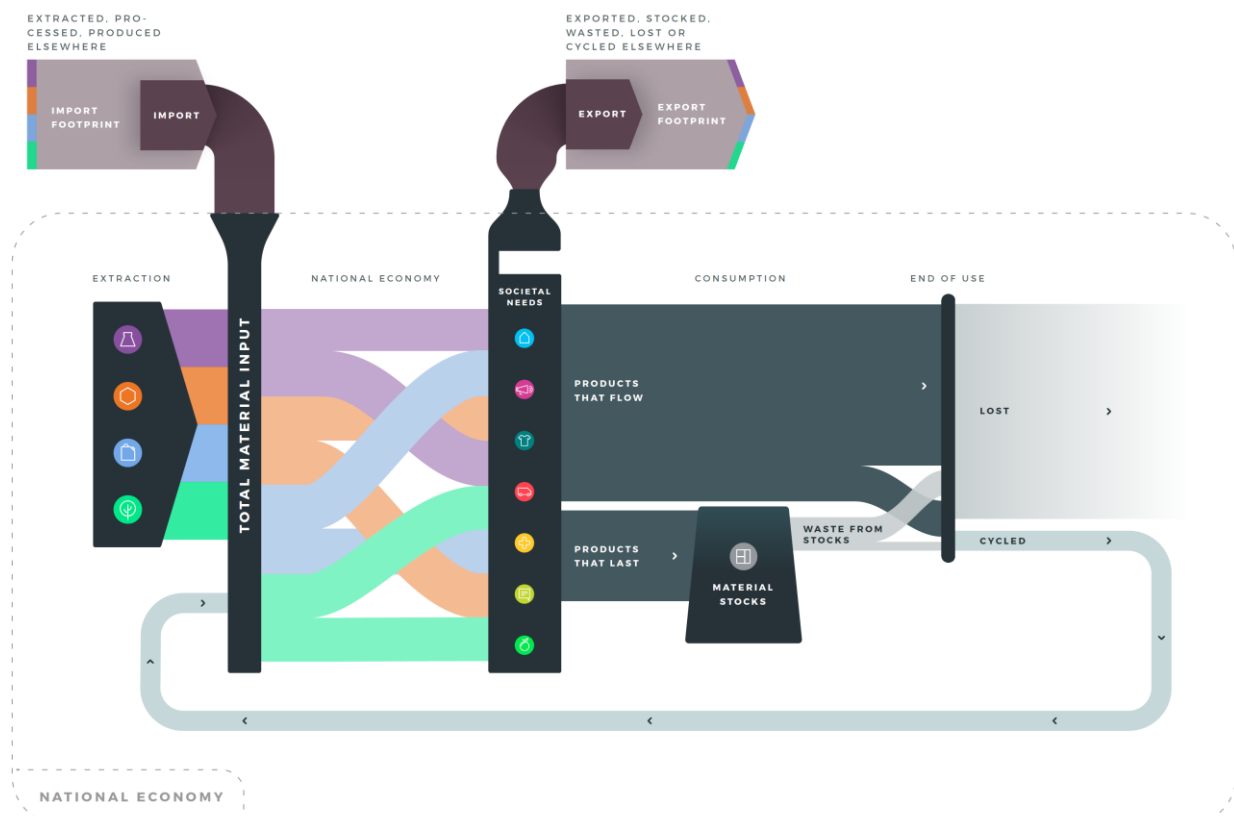 EXTRACTED, PRO-
CESSED, PRODUCED
ELSEWHERE
EXPORTED, STOCKED,
WASTED, LOST OR
CYCLED ELSEWHERE
IMPORT
FOOTPRINT
IMPORT
EXPORT
EXPORT
FOOTPRINT
EXTRACTION
NATIONAL ECONOMY
CONSUMPTION
END OF USE
SOCIETAL
NEEDS
TOTAL MATERIAL INPUT
PRODUCTS
THAT FLOW
LOST
WASTE FROM
STOCKS
CYCLED
PRODUCTS
THAT LAST
MATERIAL
STOCKS
NATIONAL ECONOMY